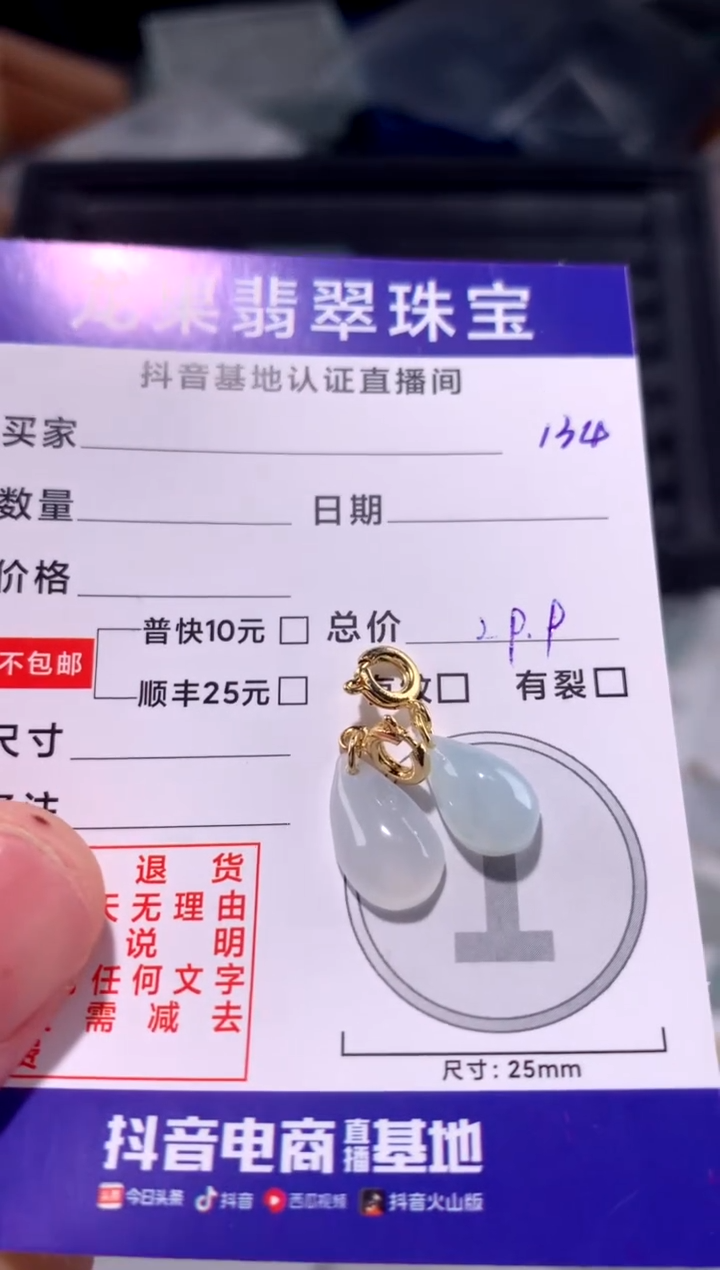 翡翠珠宝
抖音基地认证直播间
买家 134
数量 日期
价格
不包邮 普快10元 总价 2 P.P
顺丰25元 有裂
尺寸
退 货
天无理由
说 明
任何文字
需 减 去
尺寸: 25mm
抖音电商直播基地
今日头条 抖音 西瓜视频 抖音火山版